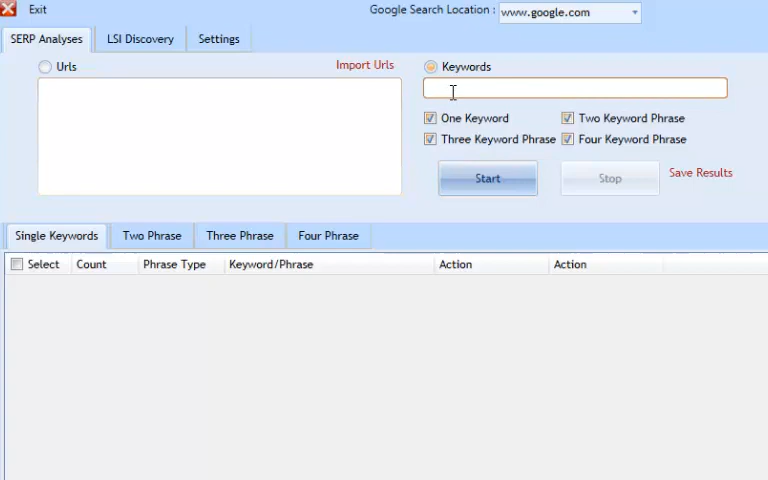 Exit Google Search Location : www.google.com
SERP Analyses LSI Discovery Settings
Urls Import Urls Keywords
One Keyword Two Keyword Phrase
Three Keyword Phrase Four Keyword Phrase
Start Stop Save Results
Single Keywords Two Phrase Three Phrase Four Phrase
Select Count Phrase Type Keyword/Phrase Action Action